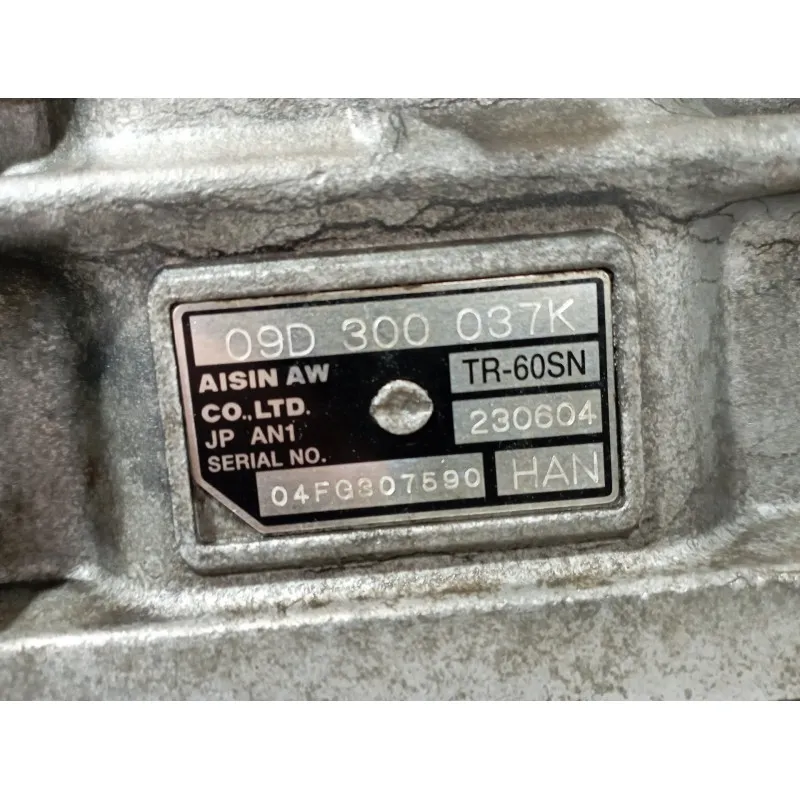 09D 300 037K
AISIN AW
CO.,LTD.
JP AN1
SERIAL NO.
TR-60SN
230604
04FG307590
HAN